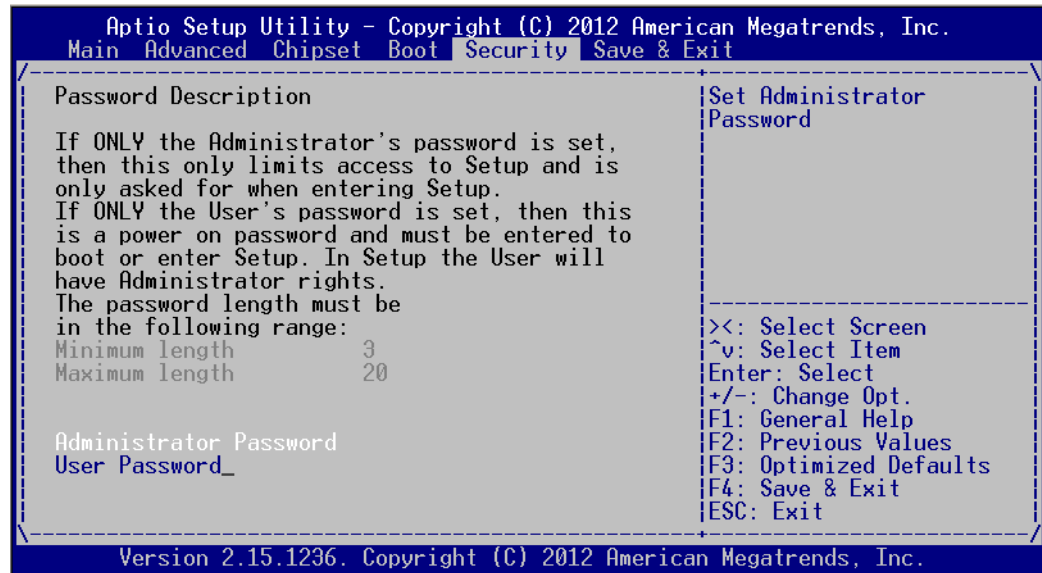 Aptio Setup Utility – Copyright (C) 2012 American Megatrends, Inc.
Main Advanced Chipset Boot Security Save & Exit
Password Description
If ONLY the Administrator's password is set,
then this only limits access to Setup and is
only asked for when entering Setup.
If ONLY the User's password is set, then this
is a power on password and must be entered to
boot or enter Setup. In Setup the User will
have Administrator rights.
The password length must be
in the following range:
Minimum length 3
Maximum length 20
Administrator Password
User Password_
Set Administrator
Password
><: Select Screen
^v: Select Item
Enter: Select
+/-: Change Opt.
F1: General Help
F2: Previous Values
F3: Optimized Defaults
F4: Save & Exit
ESC: Exit
Version 2.15.1236. Copyright (C) 2012 American Megatrends, Inc.